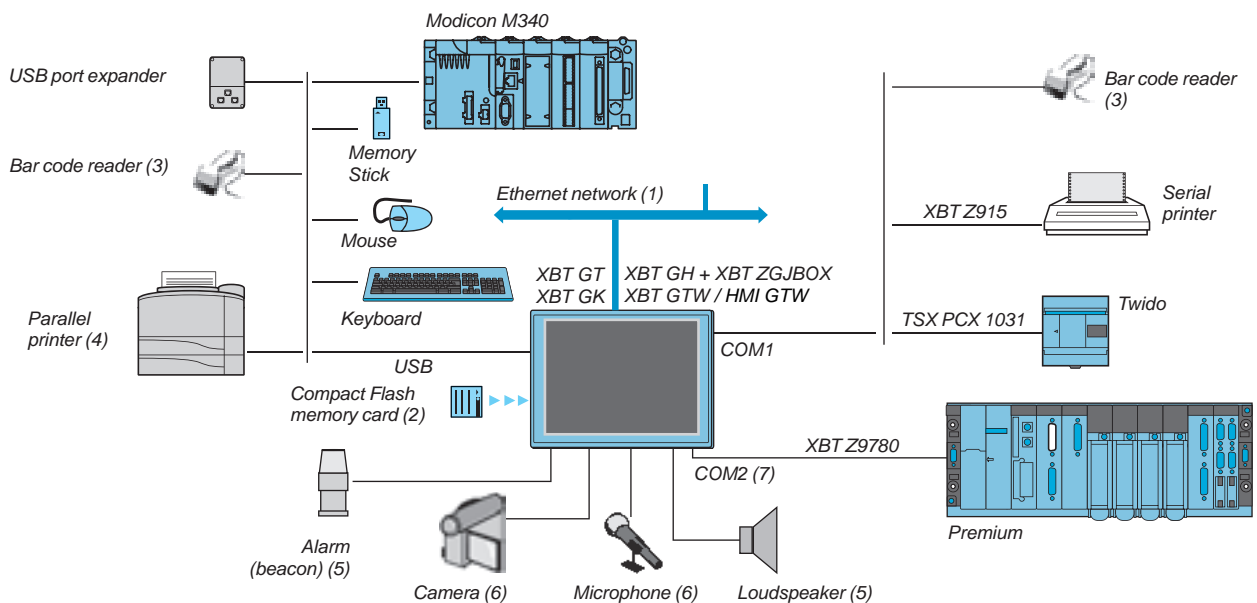 Modicon M340
USB port expander
Bar code reader (3)
Memory
Stick
Bar code reader (3)
Ethernet network (1)
Serial
printer
XBT Z915
Mouse
XBT GT
XBT GH + XBT ZGJBOX
XBT GK
XBT GTW / HMI GTW
Keyboard
Parallel
printer (4)
TSX PCX 1031
Twido
COM1
USB
Compact Flash
memory card (2)
XBT Z9780
COM2 (7)
Premium
Alarm
(beacon) (5)
Camera (6)
Microphone (6)
Loudspeaker (5)